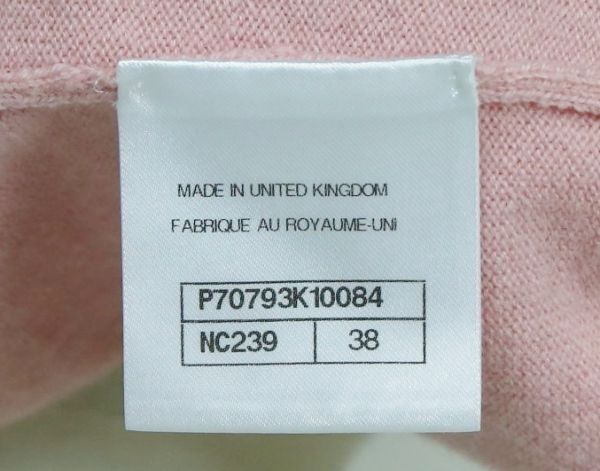 MADE IN UNITED KINGDOM
FABRIQUE AU ROYAUME-UNI
P70793K10084
NC239 38